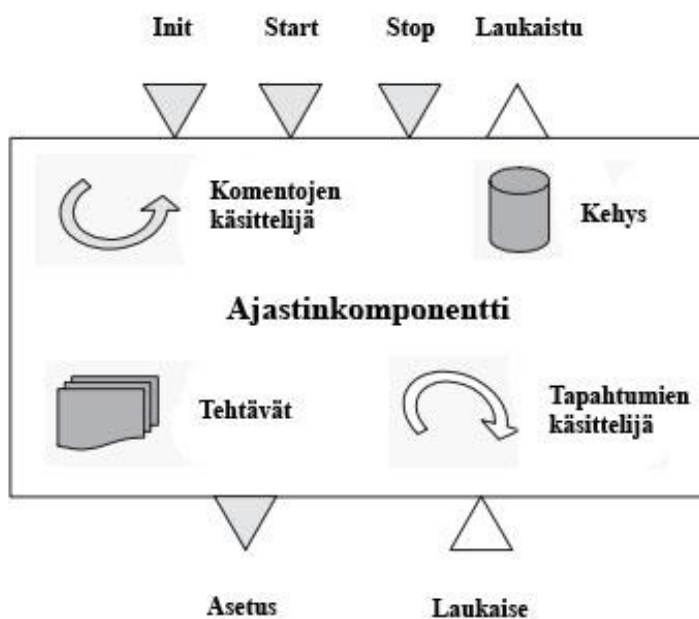 Init Start Stop Laukaistu
Komentojen
käsittelijä
Kehys
Ajastinkomponentti
Tehtävät
Tapahtumien
käsittelijä
Asetus Laukaise